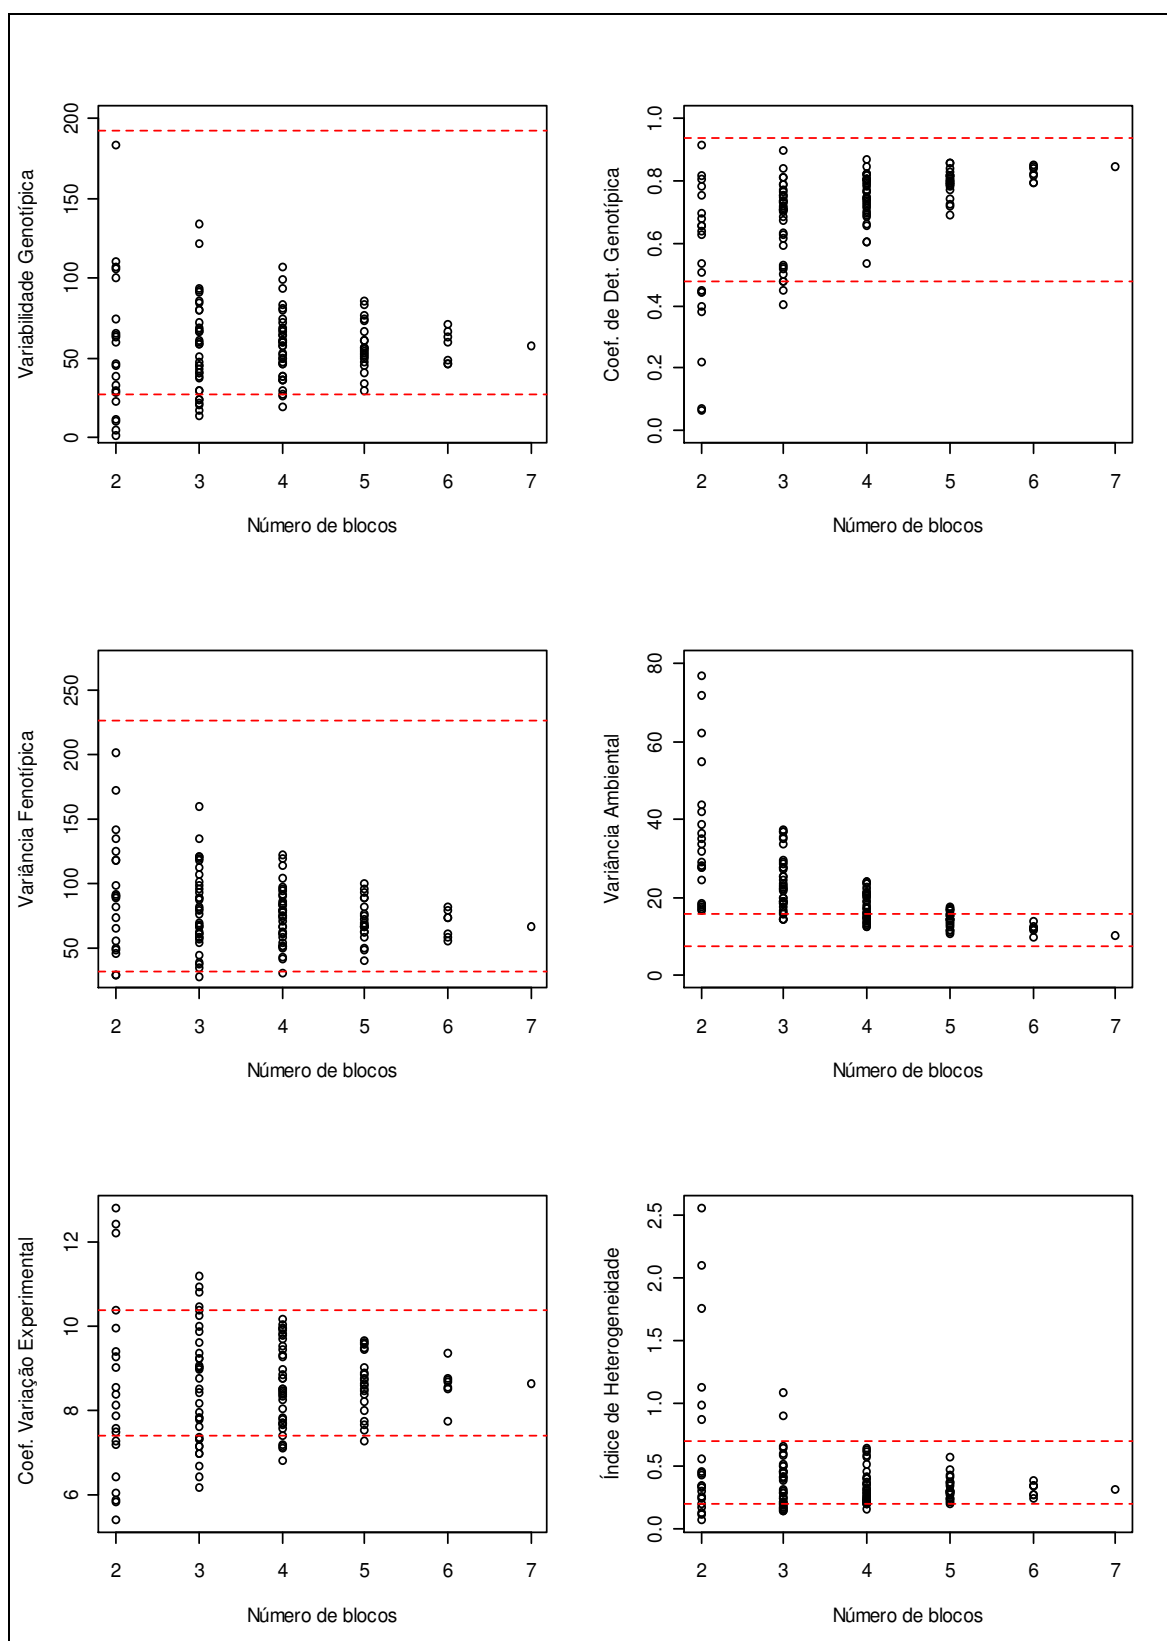 Variabilidade Genotípica
200
150
100
50
0
2 3 4 5 6 7
Número de blocos
Coef. de Det. Genotípica
1.0
0.8
0.6
0.4
0.2
0.0
2 3 4 5 6 7
Número de blocos
Variância Fenotípica
250
200
150
100
50
2 3 4 5 6 7
Número de blocos
Variância Ambiental
80
60
40
20
0
2 3 4 5 6 7
Número de blocos
Coef. Variação Experimental
12
10
8
6
2 3 4 5 6 7
Número de blocos
Índice de Heterogeneidade
2.5
2.0
1.5
1.0
0.5
0.0
2 3 4 5 6 7
Número de blocos